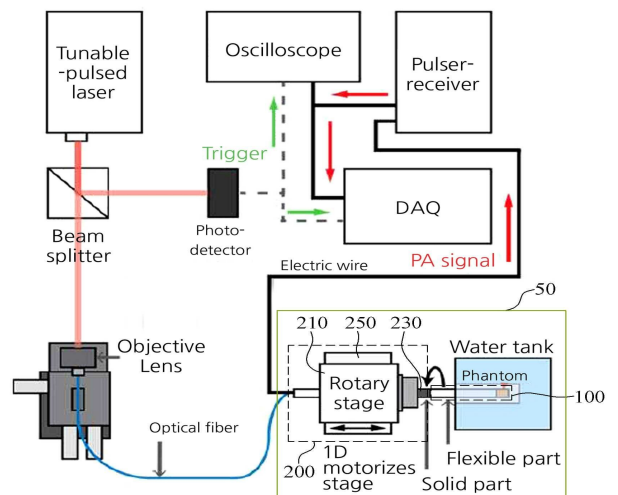 Tunable
-pulsed
laser
Oscilloscope
Pulser-
receiver
Trigger
DAQ
Beam
splitter
Photo-
detector
Electric wire
PA signal
50
210
250
230
Water tank
Objective
Lens
Rotary
stage
Phantom
100
Optical fiber
200
1D
motorizes
stage
Flexible part
Solid part